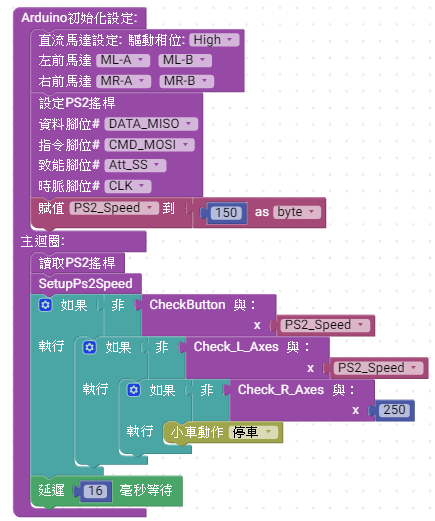 Arduino初始化設定:
直流馬達設定: 驅動相位: High
左前馬達 ML-A ML-B
右前馬達 MR-A MR-B
設定PS2搖桿
資料腳位# DATA_MISO
指令腳位# CMD_MOSI
致能腳位# Att_SS
時脈腳位# CLK
賦值 PS2_Speed 到 150 as byte
主迴圈:
讀取PS2搖桿
SetupPs2Speed
如果 非 CheckButton 與：
x PS2_Speed
執行 如果 非 Check_L_Axes 與：
x PS2_Speed
執行 如果 非 Check_R_Axes 與：
x 250
執行 小車動作 停車
延遲 16 毫秒等待